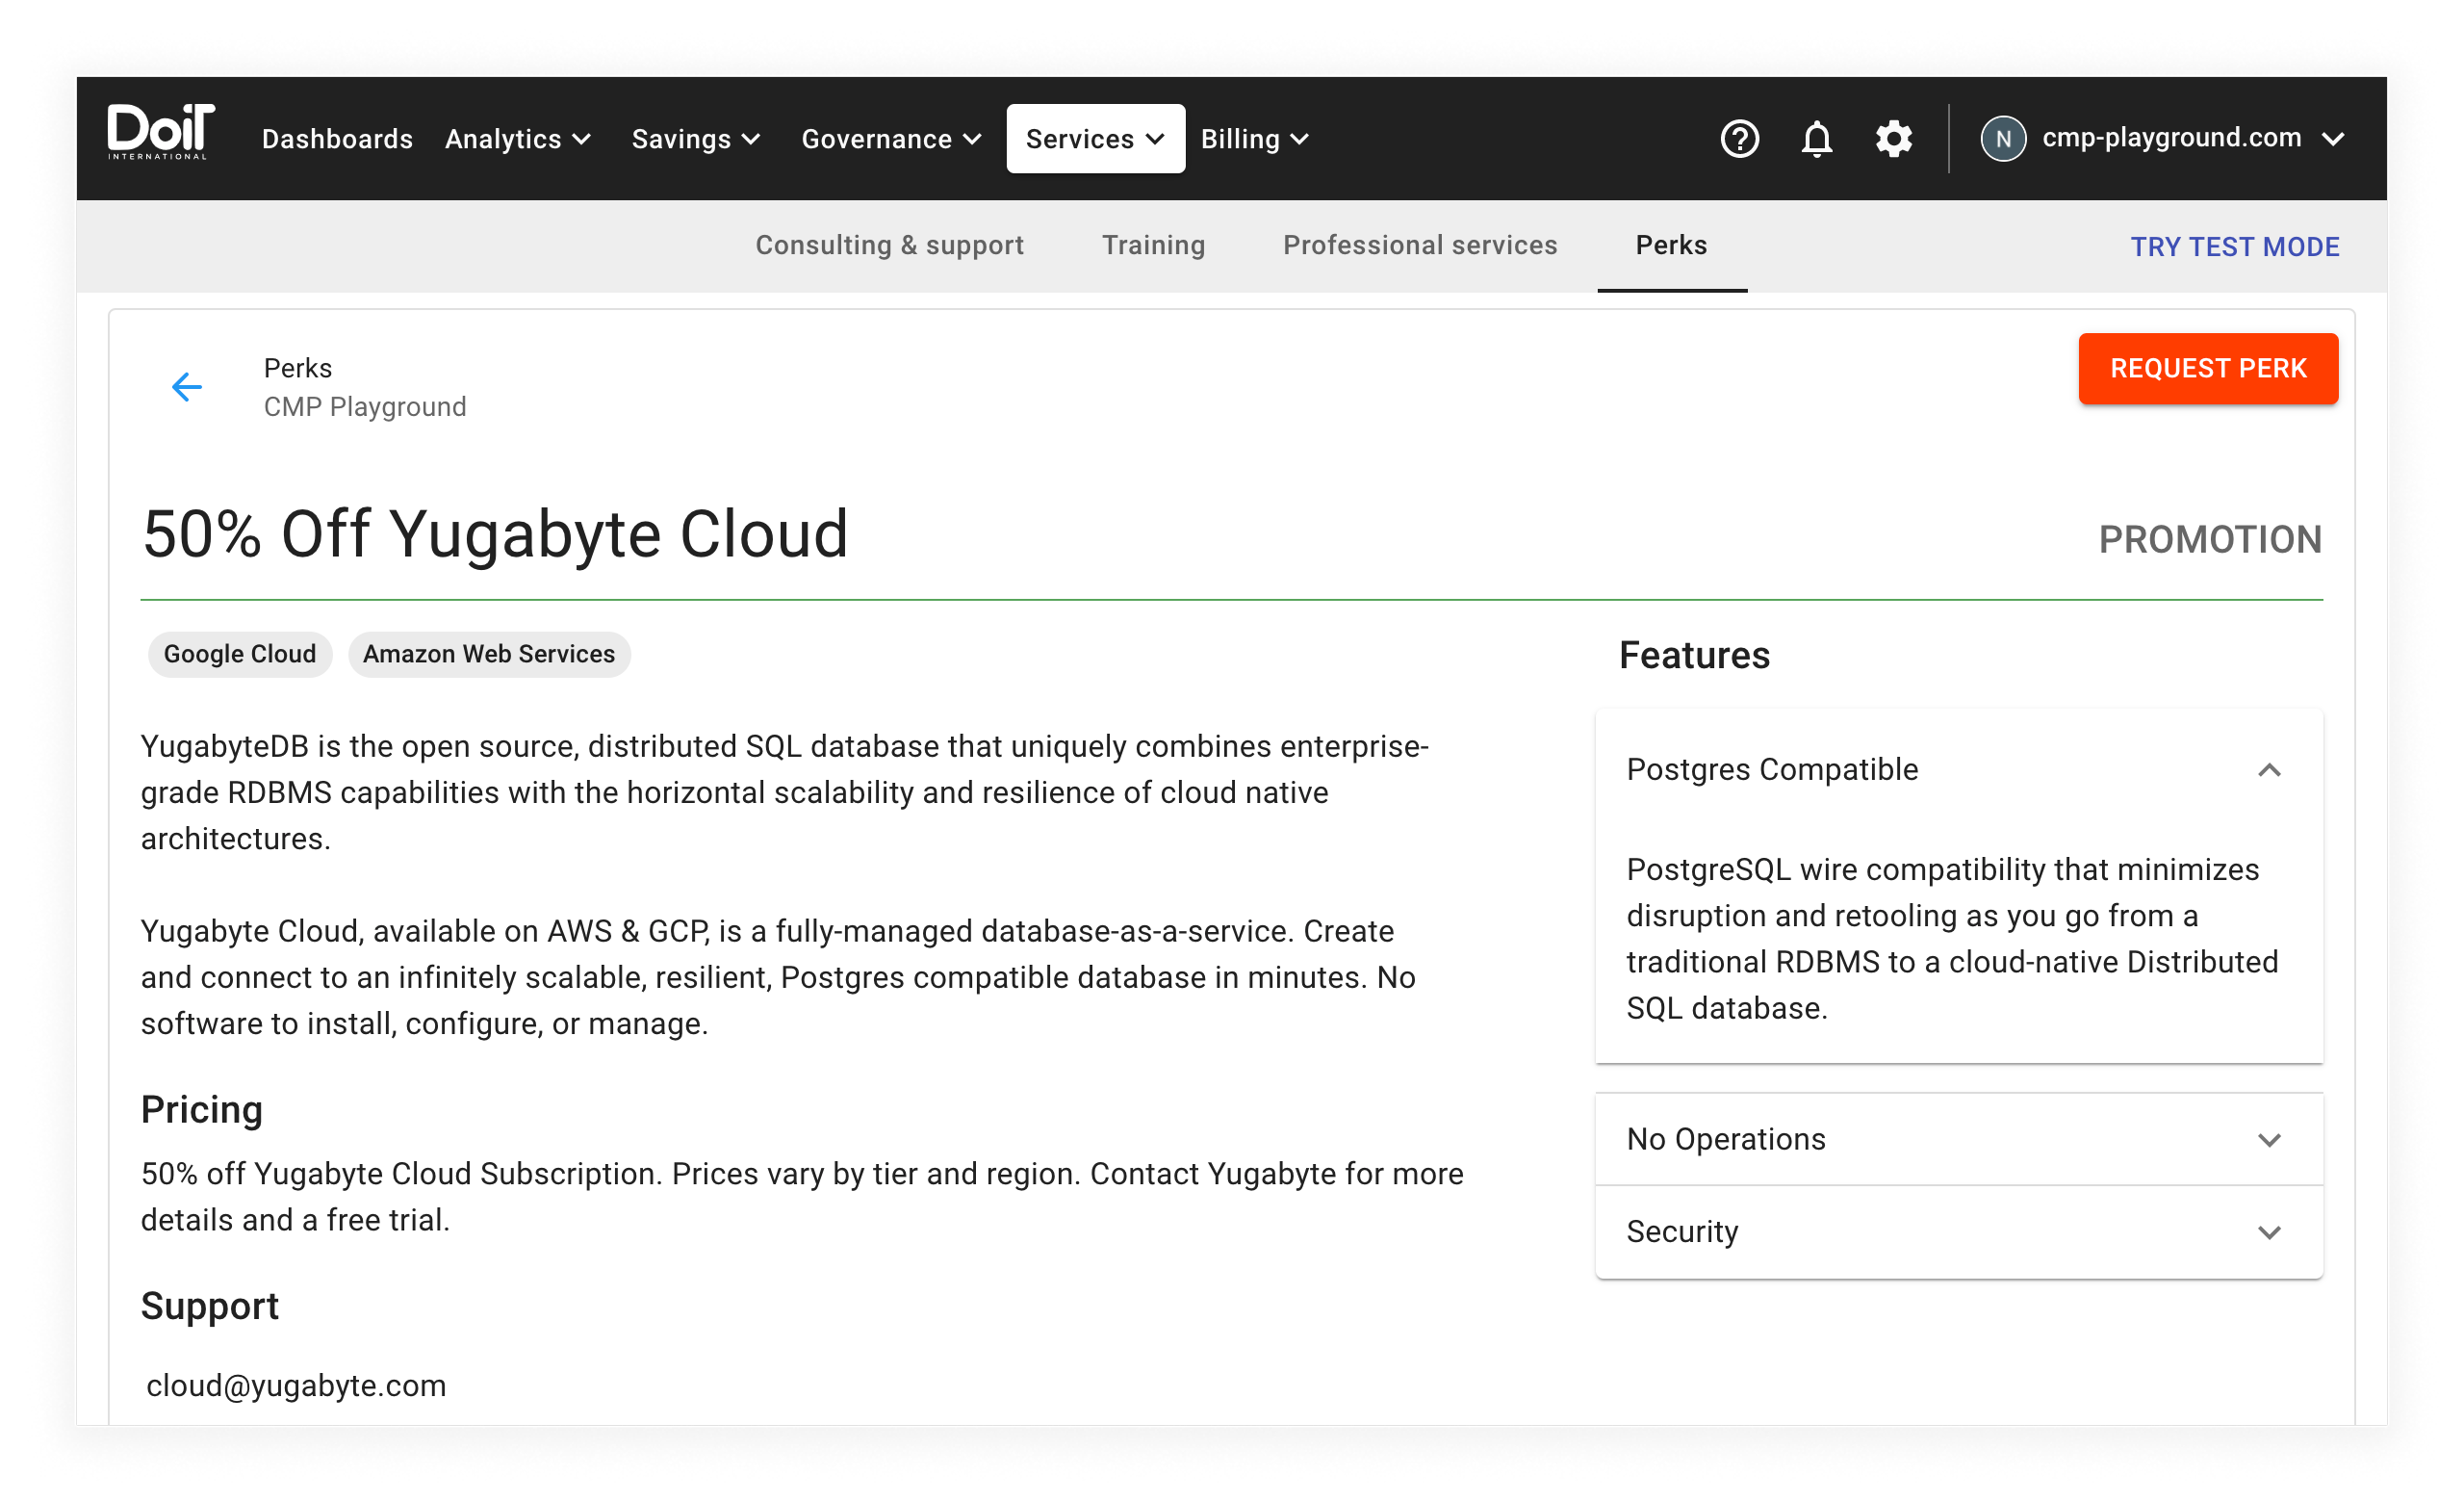 DoiT
INTERNATIONAL
Dashboards Analytics Savings Governance Services Billing
N cmp-playground.com
Consulting & support Training Professional services Perks TRY TEST MODE
Perks
CMP Playground
REQUEST PERK
50% Off Yugabyte Cloud
PROMOTION
Google Cloud Amazon Web Services
YugabyteDB is the open source, distributed SQL database that uniquely combines enterprise-
grade RDBMS capabilities with the horizontal scalability and resilience of cloud native
architectures.
Yugabyte Cloud, available on AWS & GCP, is a fully-managed database-as-a-service. Create
and connect to an infinitely scalable, resilient, Postgres compatible database in minutes. No
software to install, configure, or manage.
Pricing
50% off Yugabyte Cloud Subscription. Prices vary by tier and region. Contact Yugabyte for more
details and a free trial.
Support
cloud@yugabyte.com
Features
Postgres Compatible
PostgreSQL wire compatibility that minimizes
disruption and retooling as you go from a
traditional RDBMS to a cloud-native Distributed
SQL database.
No Operations
Security